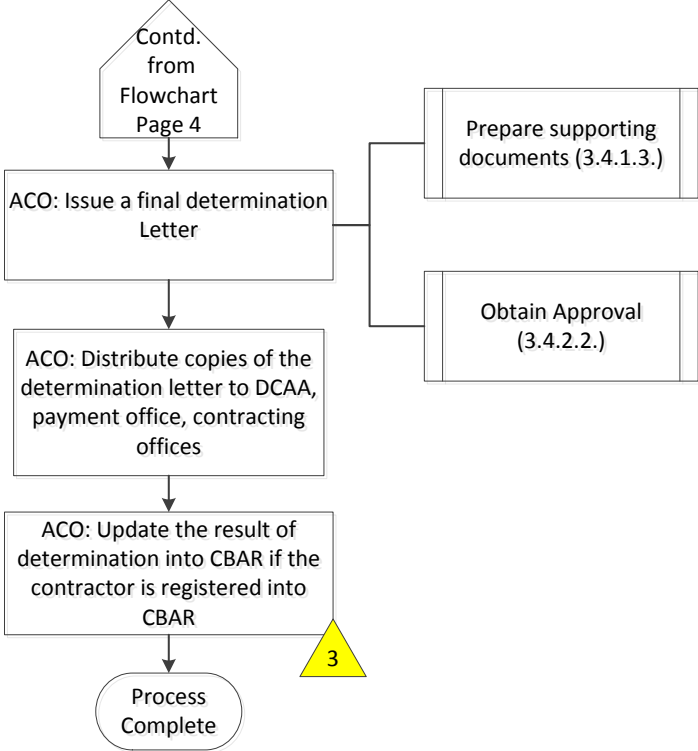 Contd.
from
Flowchart
Page 4
ACO: Issue a final determination
Letter
Prepare supporting
documents (3.4.1.3.)
Obtain Approval
(3.4.2.2.)
ACO: Distribute copies of the
determination letter to DCAA,
payment office, contracting
offices
ACO: Update the result of
determination into CBAR if the
contractor is registered into
CBAR
3
Process
Complete